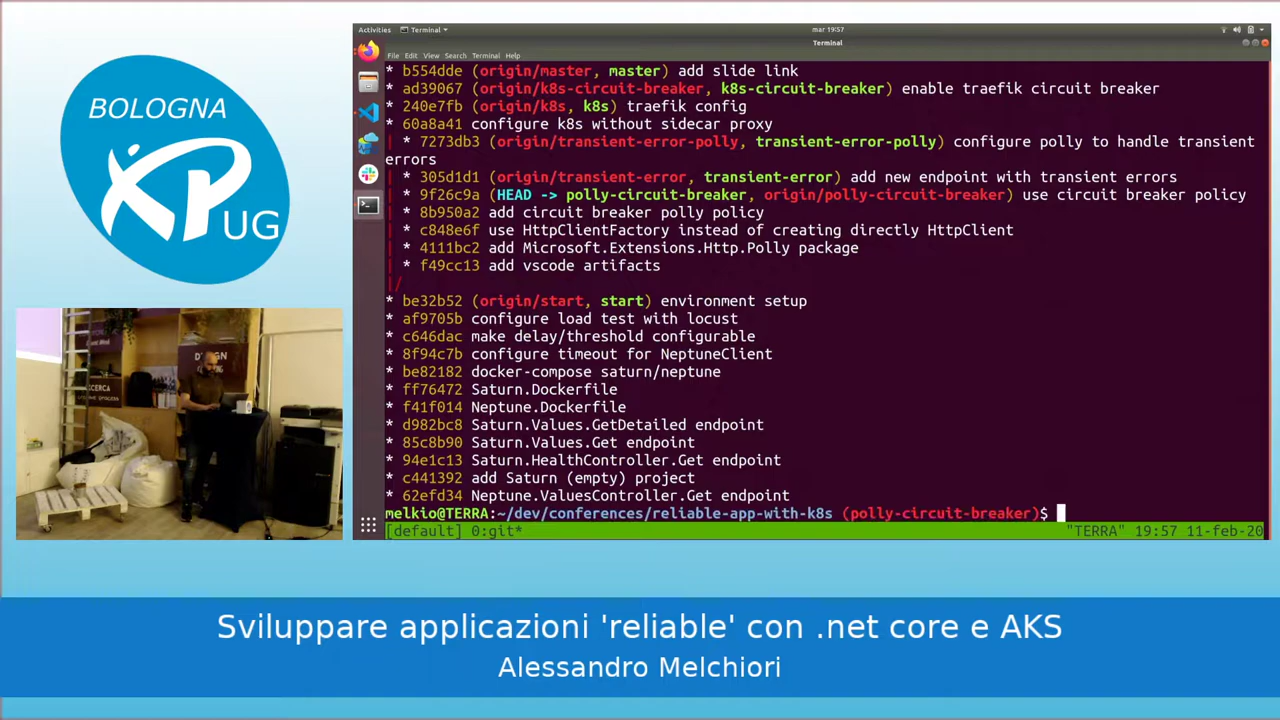 BOLOGNA
XP
UG
Activities Terminal
mar 19:57
Terminal
File Edit View Search Terminal Help
* b554dde (origin/master, master) add slide link
* ad39067 (origin/k8s-circuit-breaker, k8s-circuit-breaker) enable traefik circuit breaker
* 240e7fb (origin/k8s, k8s) traefik config
* 60a8a41 configure k8s without sidecar proxy
| * 7273db3 (origin/transient-error-polly, transient-error-polly) configure polly to handle transient
errors
| * 305d1d1 (origin/transient-error, transient-error) add new endpoint with transient errors
| * 9f26c9a (HEAD -> polly-circuit-breaker, origin/polly-circuit-breaker) use circuit breaker policy
| * 8b950a2 add circuit breaker polly policy
| * c848e6f use HttpClientFactory instead of creating directly HttpClient
| * 4111bc2 add Microsoft.Extensions.Http.Polly package
| * f49cc13 add vscode artifacts
|/
* be32b52 (origin/start, start) environment setup
* af9705b configure load test with locust
* c646dac make delay/threshold configurable
* 8f94c7b configure timeout for NeptuneClient
* be82182 docker-compose saturn/neptune
* ff76472 Saturn.Dockerfile
* f41f014 Neptune.Dockerfile
* d982bc8 Saturn.Values.GetDetailed endpoint
* 85c8b90 Saturn.Values.Get endpoint
* 94e1c13 Saturn.HealthController.Get endpoint
* c441392 add Saturn (empty) project
* 62efd34 Neptune.ValuesController.Get endpoint
melkio@TERRA:~/dev/conferences/reliable-app-with-k8s (polly-circuit-breaker)$
[default] 0:git*
"TERRA" 19:57 11-feb-20
Sviluppare applicazioni 'reliable' con .net core e AKS
Alessandro Melchiori